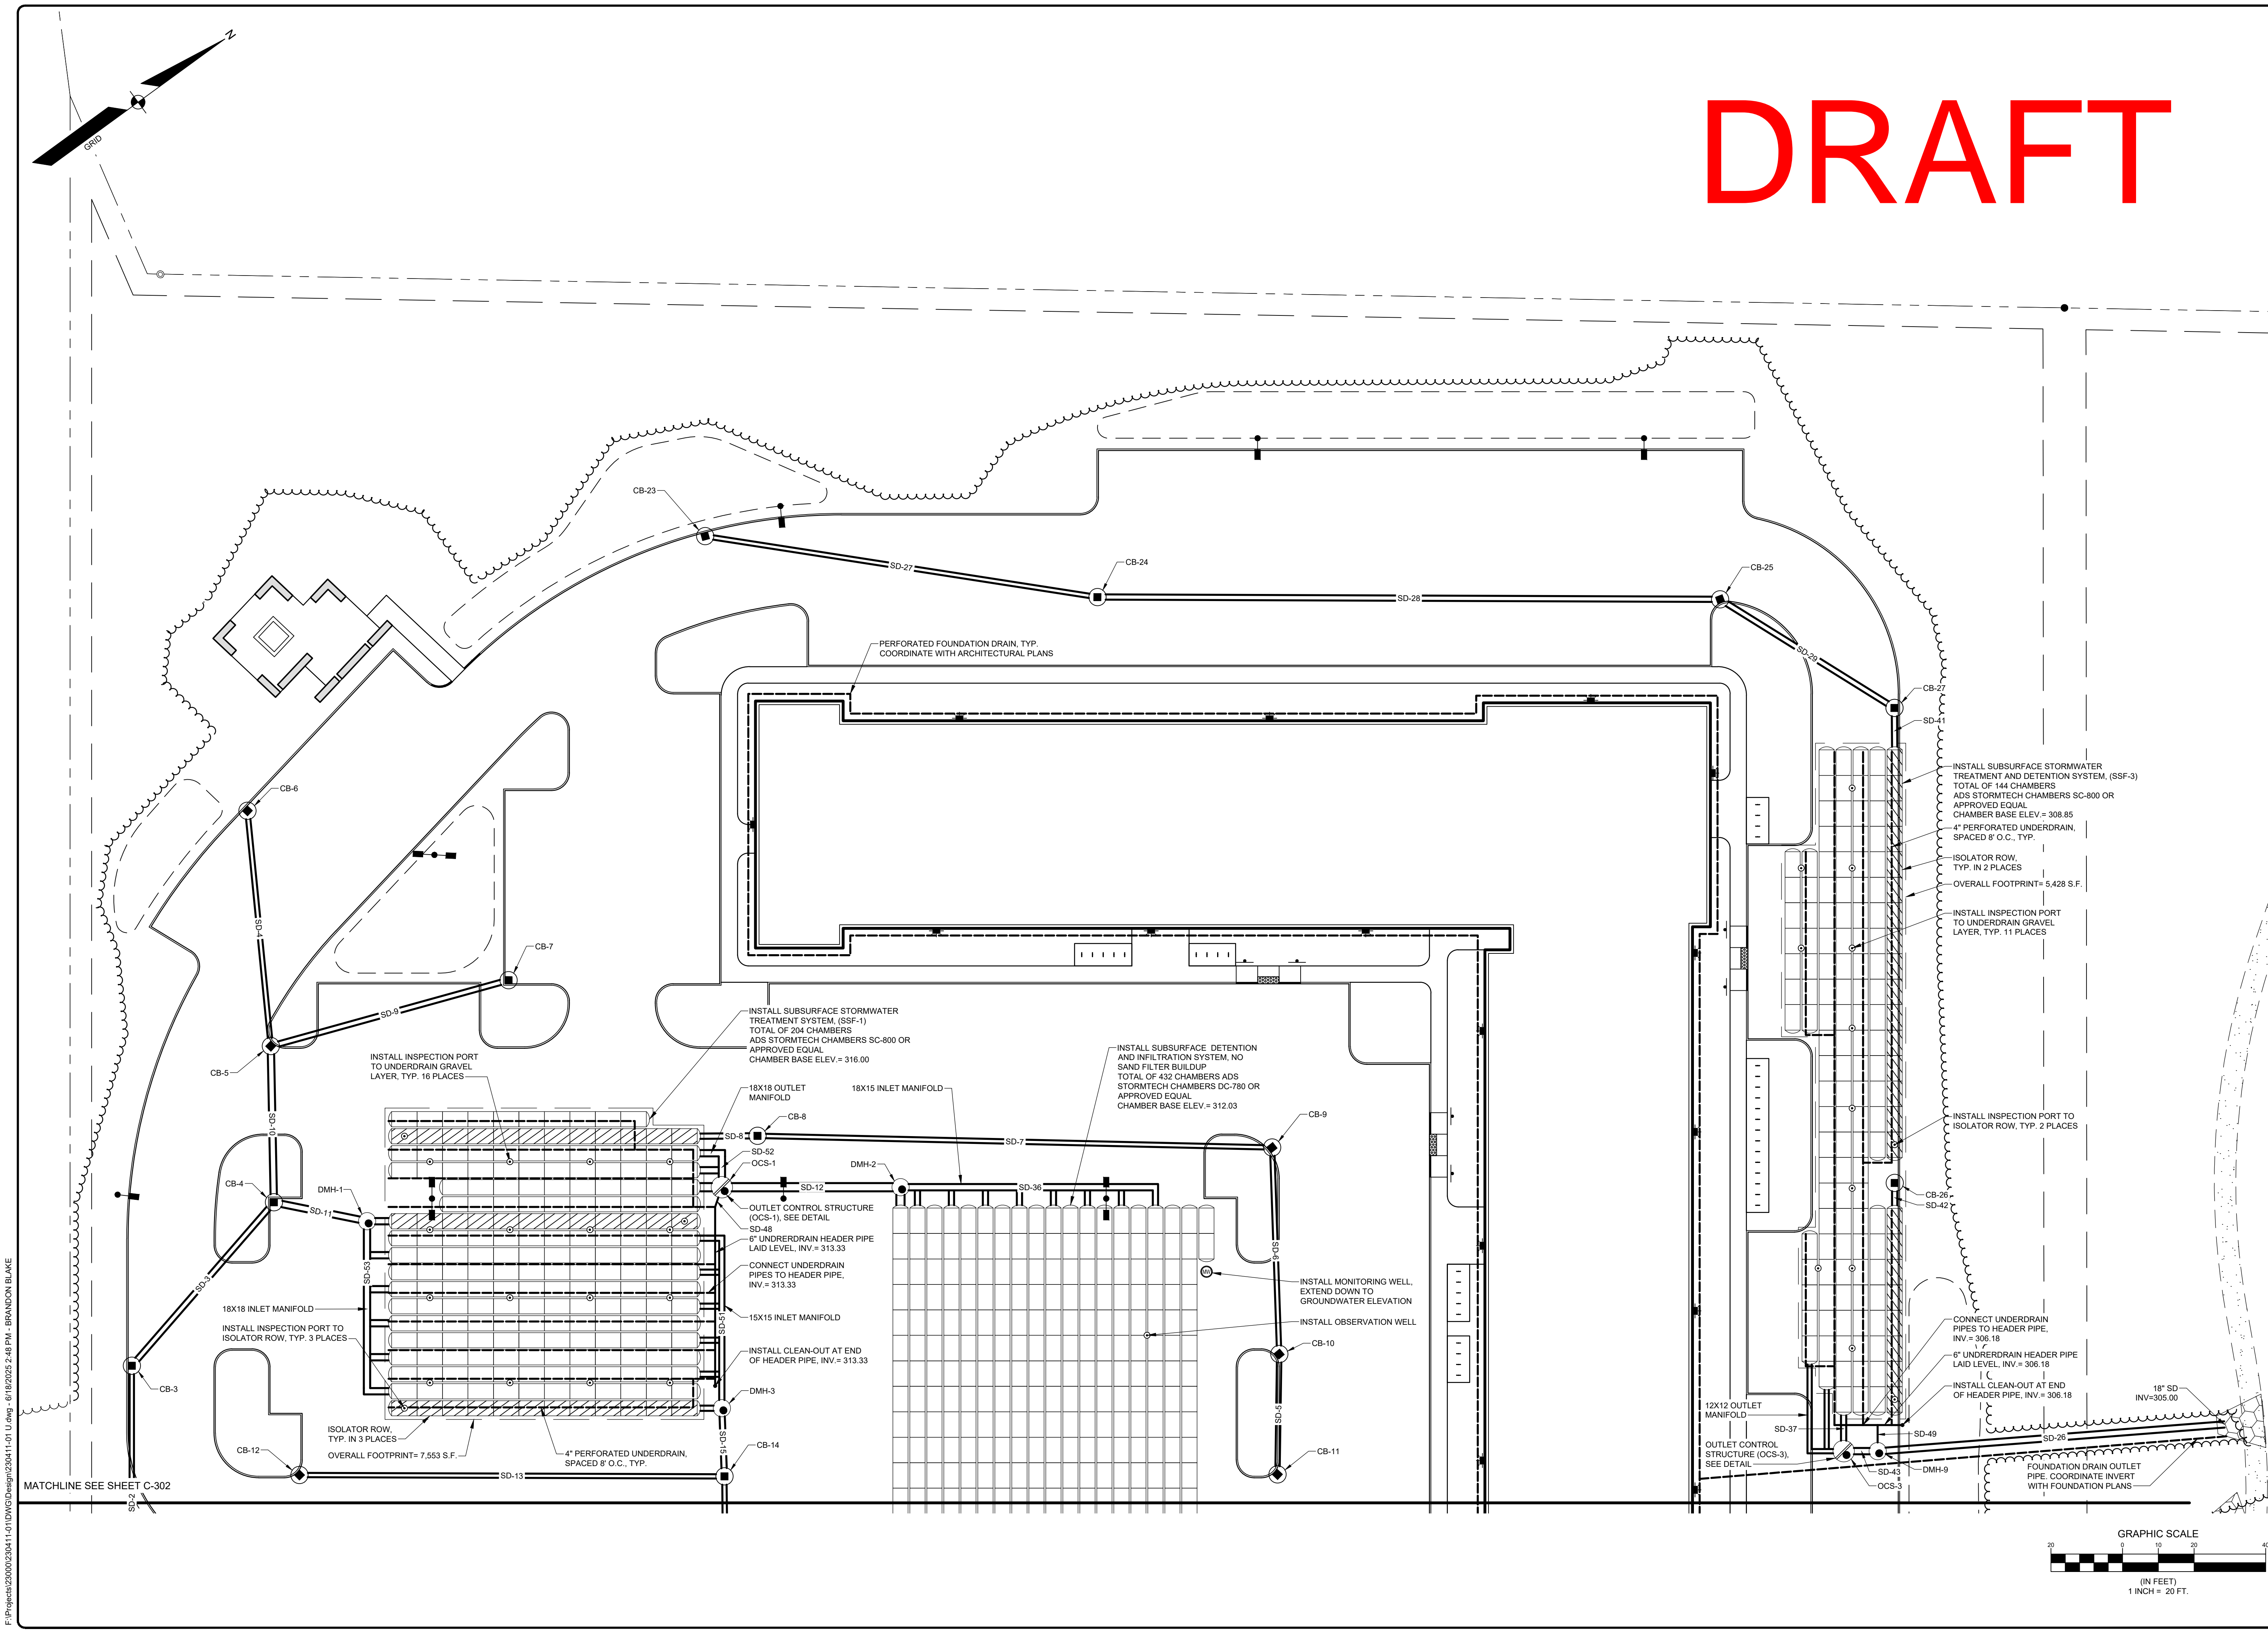 N
GRID
DRAFT
CB-23
SD-27
CB-24
SD-28
CB-25
SD-29
PERFORATED FOUNDATION DRAIN, TYP.
COORDINATE WITH ARCHITECTURAL PLANS
CB-27
SD-41
INSTALL SUBSURFACE STORMWATER
TREATMENT AND DETENTION SYSTEM, (SSF-3)
TOTAL OF 144 CHAMBERS
ADS STORMTECH CHAMBERS SC-800 OR
APPROVED EQUAL
CHAMBER BASE ELEV.= 308.85
4" PERFORATED UNDERDRAIN,
SPACED 8' O.C., TYP.
ISOLATOR ROW,
TYP. IN 2 PLACES
OVERALL FOOTPRINT= 5,428 S.F.
INSTALL INSPECTION PORT
TO UNDERDRAIN GRAVEL
LAYER, TYP. 11 PLACES
CB-6
SD-4
CB-7
SD-9
CB-5
INSTALL SUBSURFACE STORMWATER
TREATMENT SYSTEM, (SSF-1)
TOTAL OF 204 CHAMBERS
ADS STORMTECH CHAMBERS SC-800 OR
APPROVED EQUAL
CHAMBER BASE ELEV.= 316.00
INSTALL INSPECTION PORT
TO UNDERDRAIN GRAVEL
LAYER, TYP. 16 PLACES
INSTALL SUBSURFACE DETENTION
AND INFILTRATION SYSTEM, NO
SAND FILTER BUILDUP
TOTAL OF 432 CHAMBERS ADS
STORMTECH CHAMBERS DC-780 OR
APPROVED EQUAL
CHAMBER BASE ELEV.= 312.03
18X18 OUTLET
MANIFOLD
18X15 INLET MANIFOLD
SD-10
CB-8
SD-8
SD-7
CB-9
SD-52
OCS-1
DMH-2
SD-12
SD-36
INSTALL INSPECTION PORT TO
ISOLATOR ROW, TYP. 2 PLACES
CB-4
DMH-1
SD-11
OUTLET CONTROL STRUCTURE
(OCS-1), SEE DETAIL
SD-48
6" UNDRERDRAIN HEADER PIPE
LAID LEVEL, INV.= 313.33
CONNECT UNDERDRAIN
PIPES TO HEADER PIPE,
INV.= 313.33
CB-26
SD-42
SD-6
SD-53
SD-3
MW
INSTALL MONITORING WELL,
EXTEND DOWN TO
GROUNDWATER ELEVATION
18X18 INLET MANIFOLD
15X15 INLET MANIFOLD
SD-51
INSTALL OBSERVATION WELL
INSTALL INSPECTION PORT TO
ISOLATOR ROW, TYP. 3 PLACES
CONNECT UNDERDRAIN
PIPES TO HEADER PIPE,
INV.= 306.18
CB-10
INSTALL CLEAN-OUT AT END
OF HEADER PIPE, INV.= 313.33
6" UNDRERDRAIN HEADER PIPE
LAID LEVEL, INV.= 306.18
CB-3
DMH-3
INSTALL CLEAN-OUT AT END
OF HEADER PIPE, INV.= 306.18
18" SD
INV=305.00
12X12 OUTLET
MANIFOLD
SD-5
SD-37
SD-49
SD-26
ISOLATOR ROW,
TYP. IN 3 PLACES
OVERALL FOOTPRINT= 7,553 S.F.
4" PERFORATED UNDERDRAIN,
SPACED 8' O.C., TYP.
CB-12
SD-13
SD-15
CB-14
CB-11
OUTLET CONTROL
STRUCTURE (OCS-3),
SEE DETAIL
SD-43
DMH-9
OCS-3
FOUNDATION DRAIN OUTLET
PIPE. COORDINATE INVERT
WITH FOUNDATION PLANS
MATCHLINE SEE SHEET C-302
SD-2
GRAPHIC SCALE
20 0 10 20 40
(IN FEET)
1 INCH = 20 FT.
F:\Projects\23000\230411-01\DWG\Design\230411-01 U.dwg - 6/18/2025 2:48 PM - BRANDON BLAKE